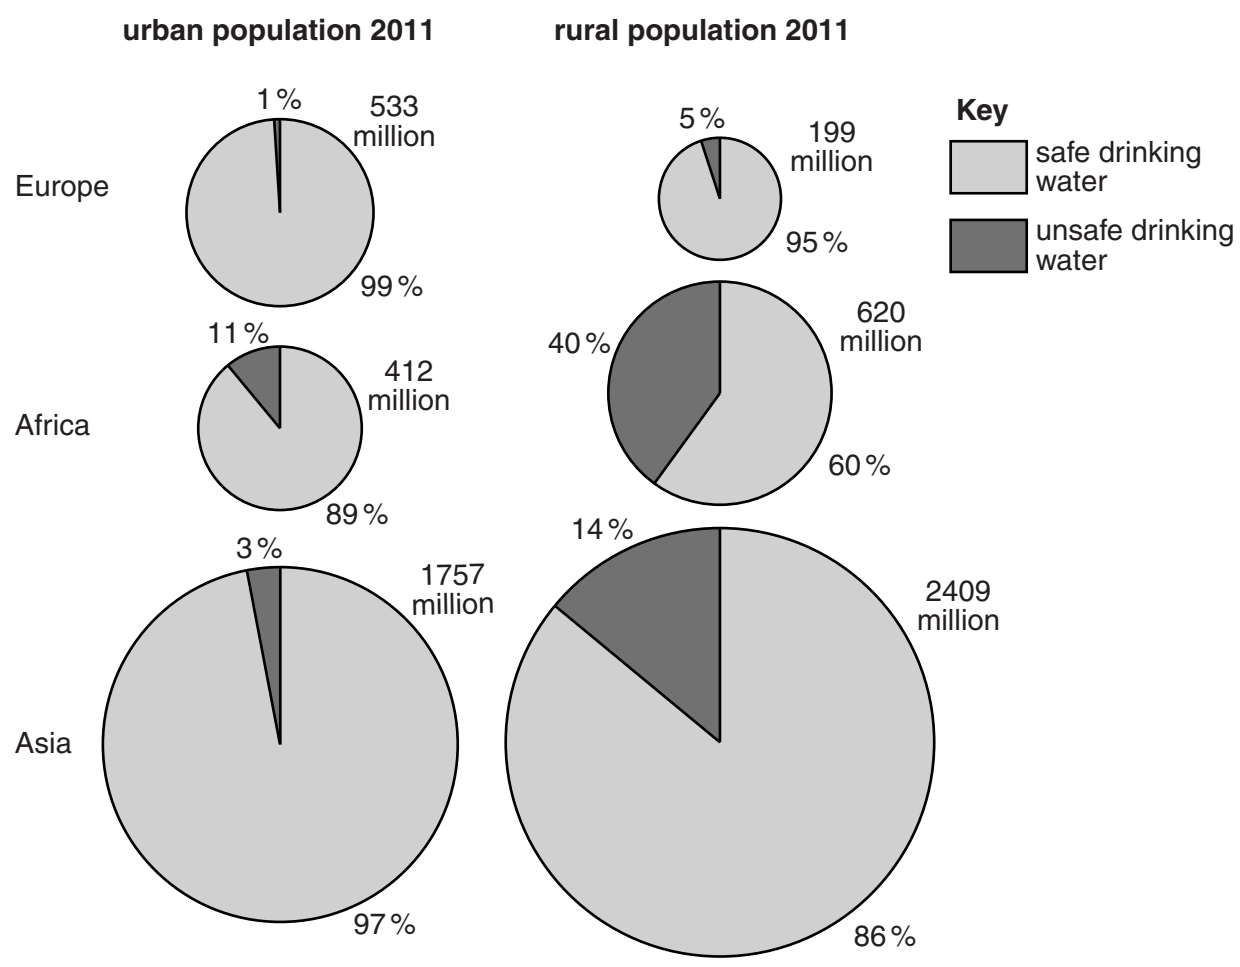 urban population 2011
rural population 2011
Key
safe drinking
water
unsafe drinking
water
Europe
1%
533
million
99%
5%
199
million
95%
Africa
11%
412
million
89%
40%
620
million
60%
Asia
3%
1757
million
97%
14%
2409
million
86%